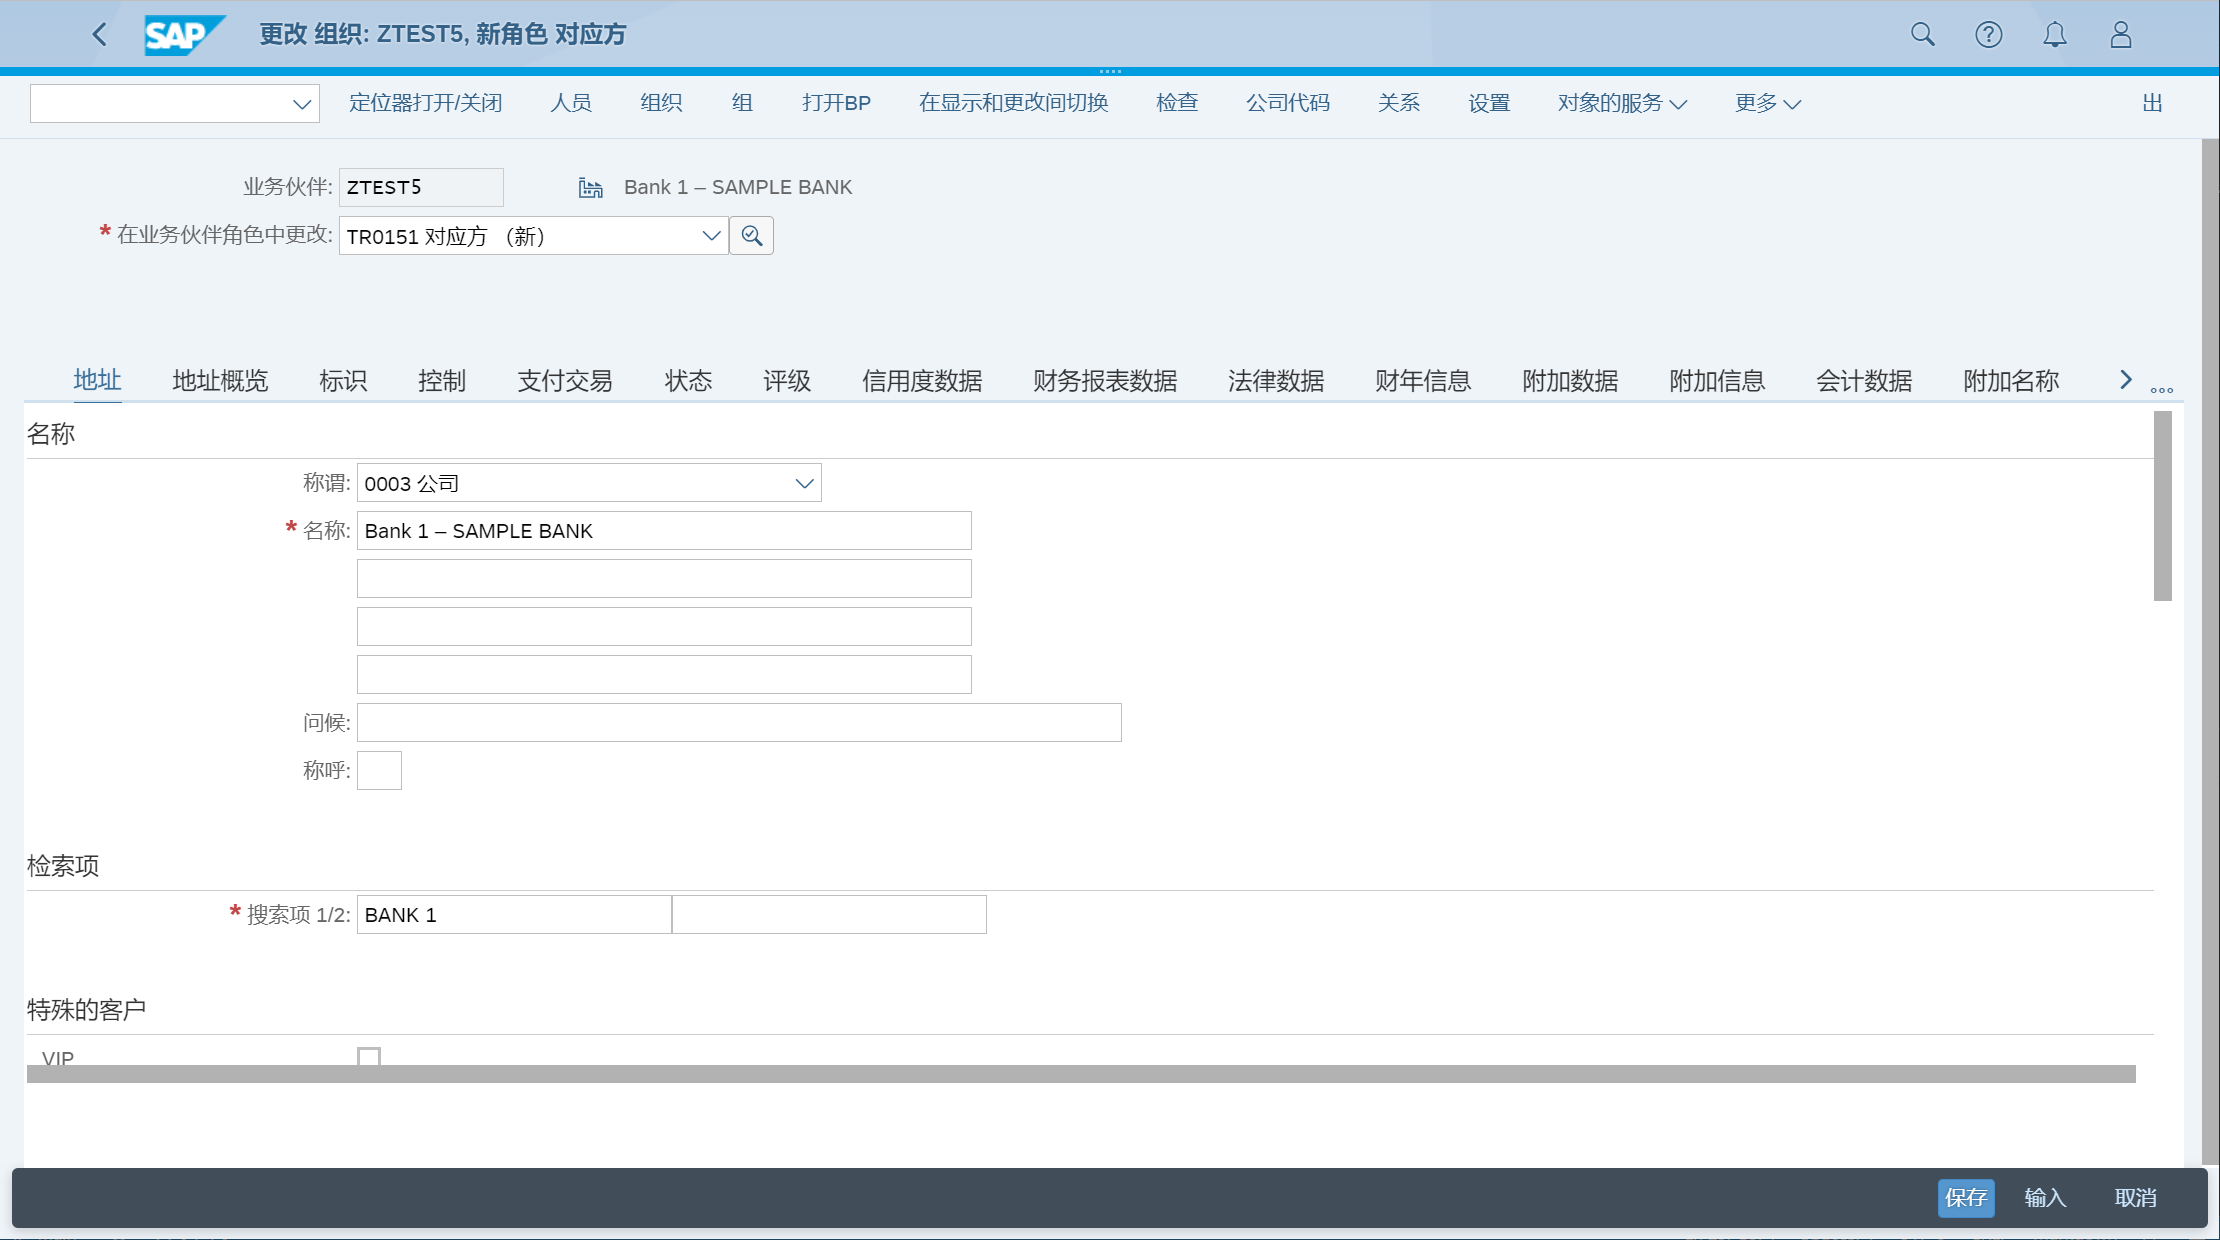 SAP 更改 组织: ZTEST5, 新角色 对应方
定位器打开/关闭 人员 组织 组 打开BP 在显示和更改间切换 检查 公司代码 关系 设置 对象的服务 更多 出
业务伙伴: ZTEST5 Bank 1 – SAMPLE BANK
* 在业务伙伴角色中更改: TR0151 对应方 （新）
地址 地址概览 标识 控制 支付交易 状态 评级 信用度数据 财务报表数据 法律数据 财年信息 附加数据 附加信息 会计数据 附加名称
名称
称谓: 0003 公司
* 名称: Bank 1 – SAMPLE BANK
问候:
称呼:
检索项
* 搜索项 1/2: BANK 1
特殊的客户
VIP
保存 输入 取消